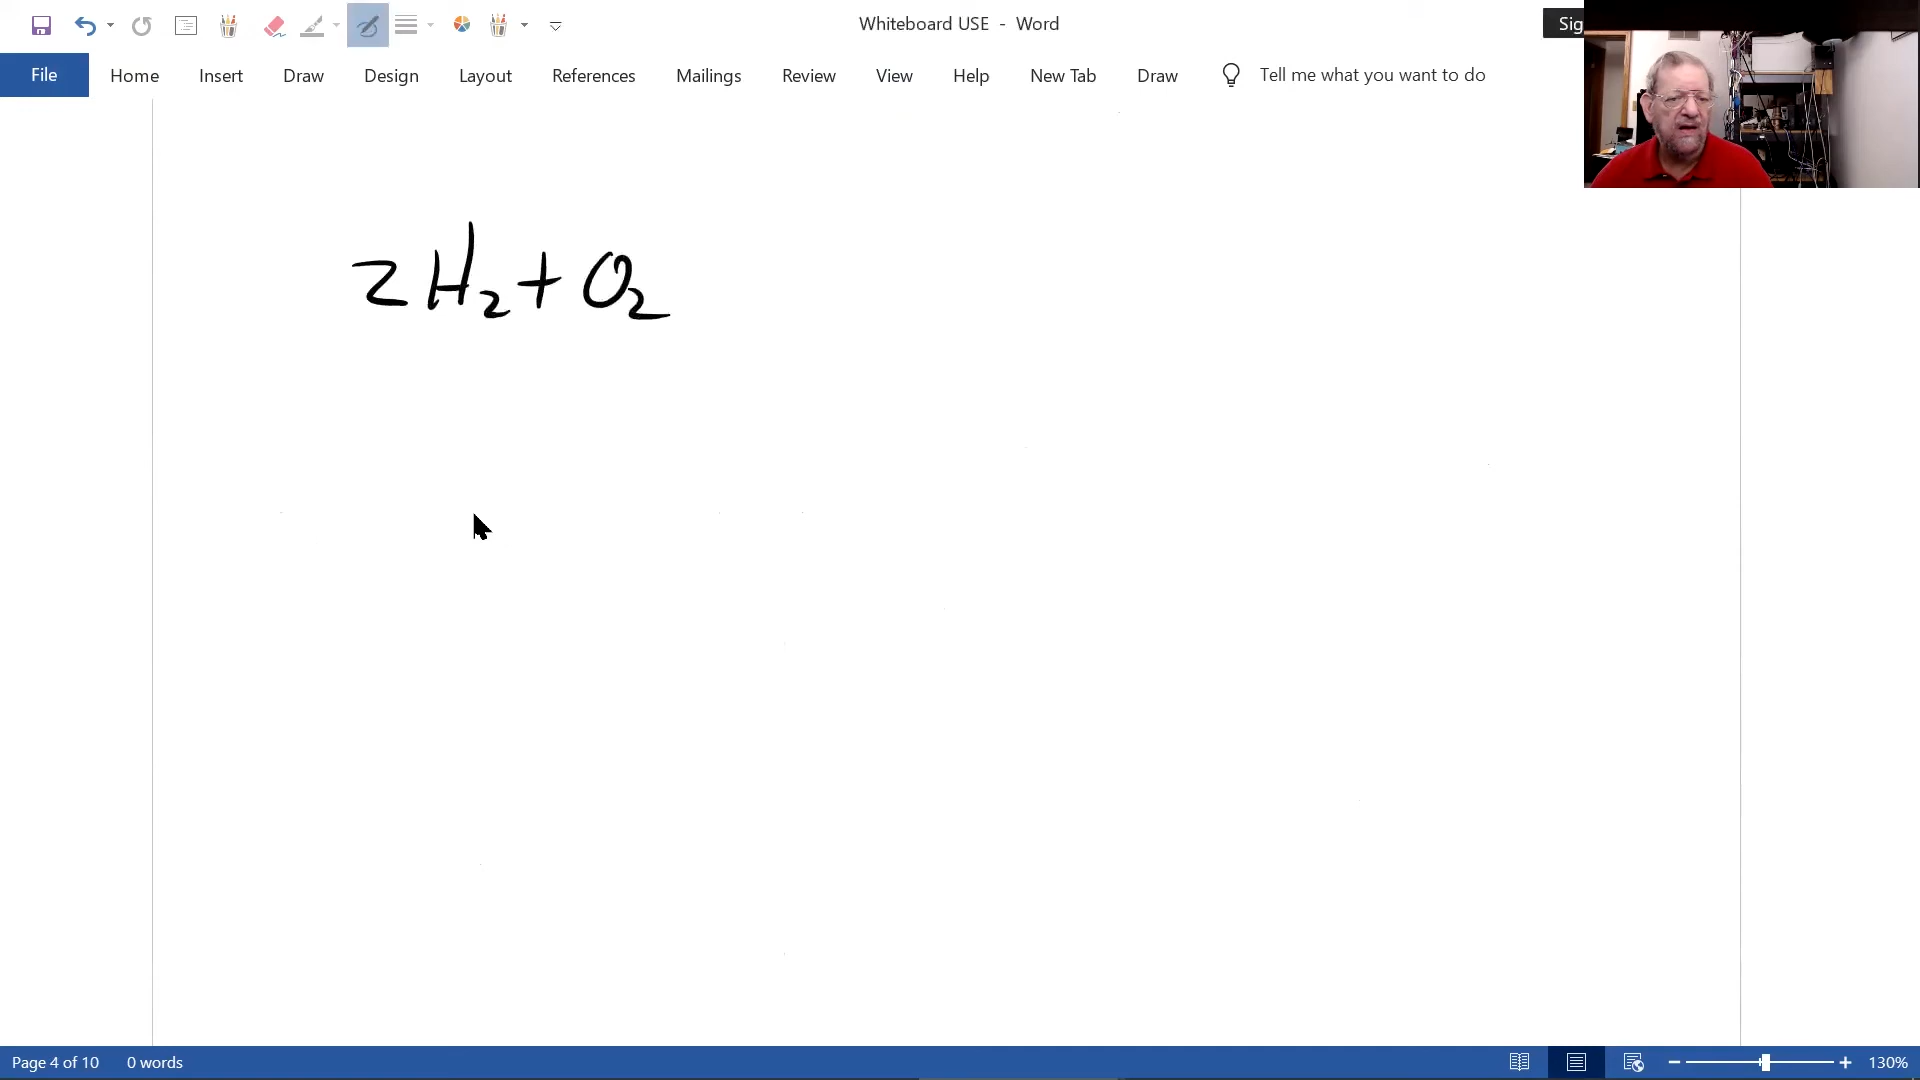 Whiteboard USE - Word
Sig
File Home Insert Draw Design Layout References Mailings Review View Help New Tab Draw Tell me what you want to do
2H₂+O₂
Page 4 of 10 0 words 130%